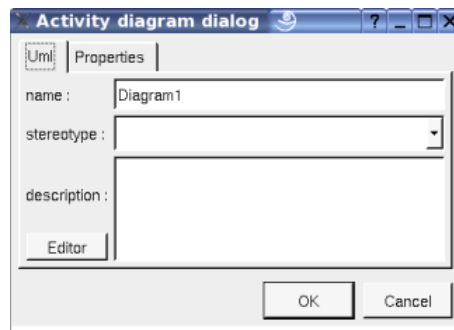 Activity diagram dialog
Uml Properties
name : Diagram1
stereotype :
description :
Editor
OK Cancel